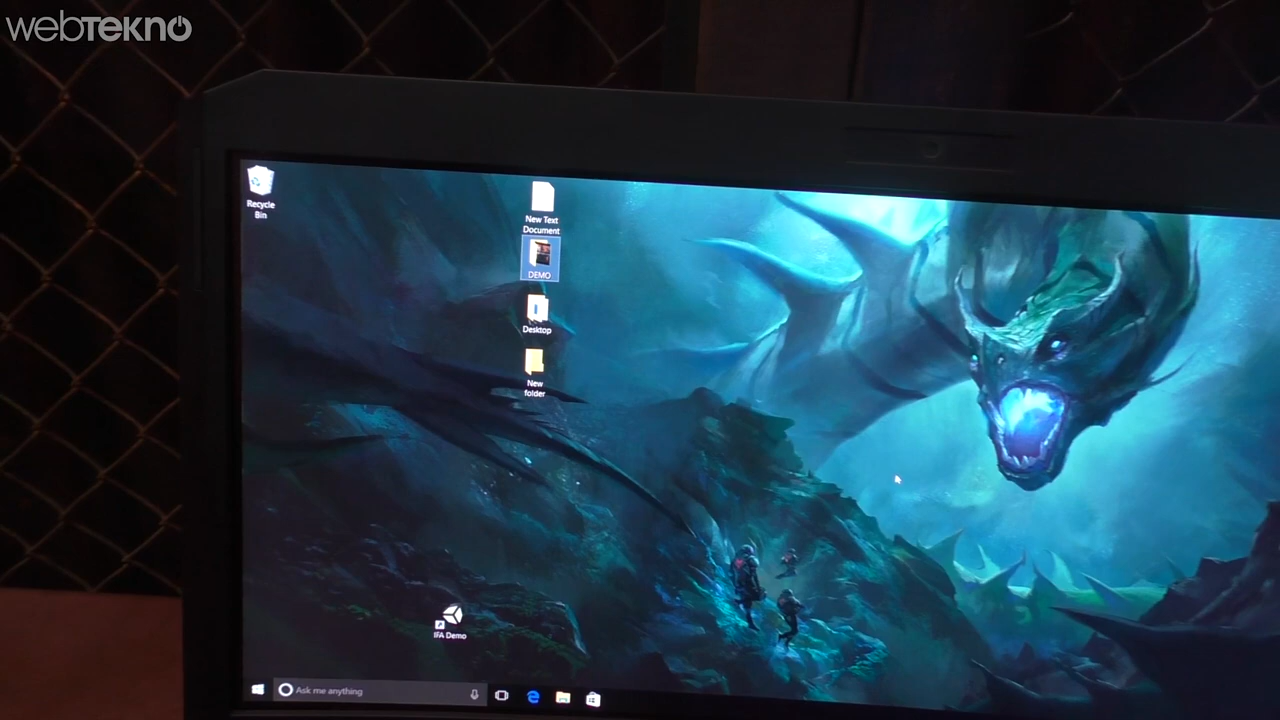 webtekno
Recycle
Bin
New Text
Document
DEMO
Desktop
New
folder
IFA Demo
Ask me anything